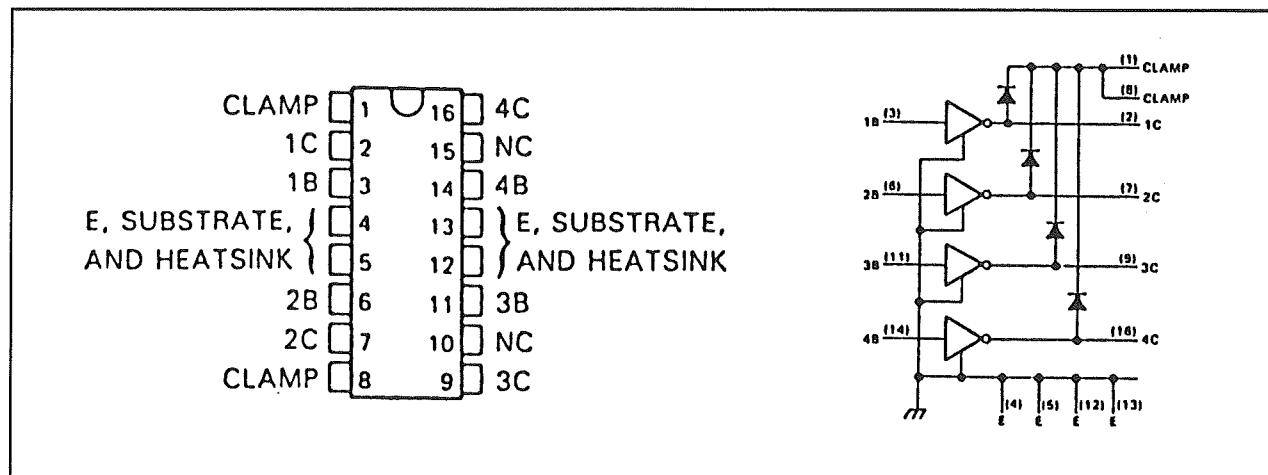 CLAMP 1 16 4C
1C 2 15 NC
1B 3 14 4B
E, SUBSTRATE, 4 13 E, SUBSTRATE,
AND HEATSINK 5 12 AND HEATSINK
2B 6 11 3B
2C 7 10 NC
CLAMP 8 9 3C
(1) CLAMP
(8) CLAMP
1B (3) (2) 1C
2B (6) (7) 2C
3B (11) (9) 3C
4B (14) (16) 4C
(4) (5) (12) (13)
E E E E